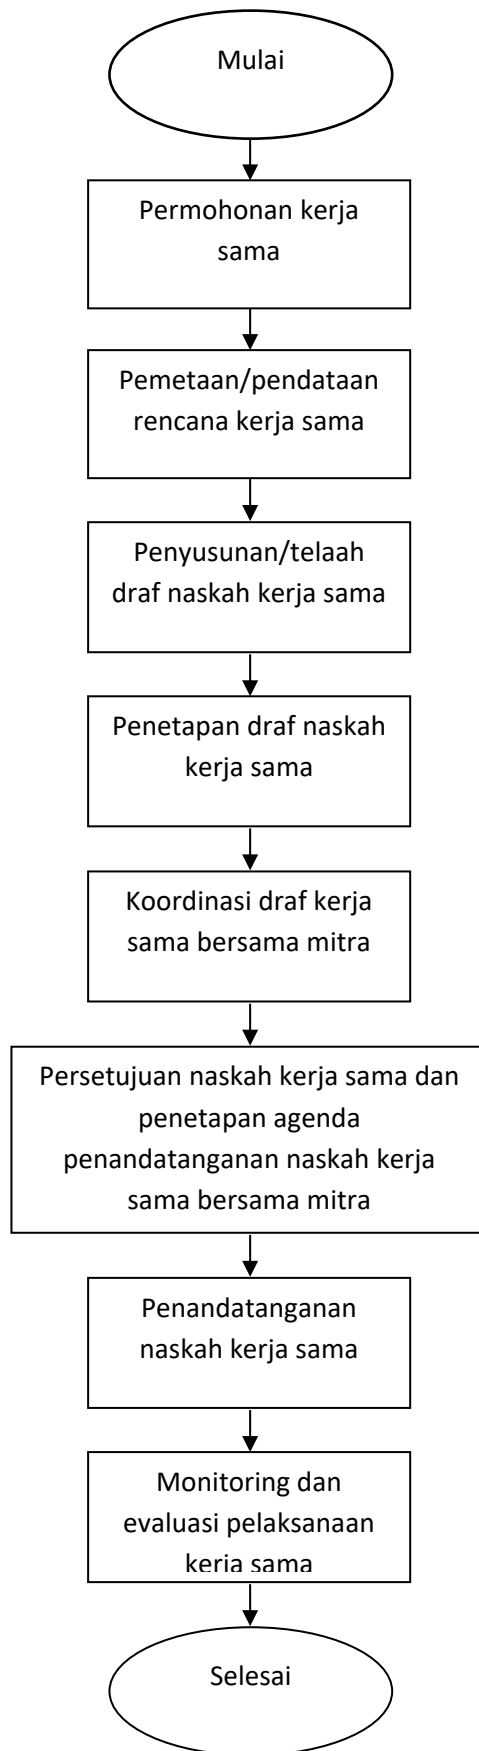 Mulai
Permohonan kerja
sama
Pemetaan/pendataan
rencana kerja sama
Penyusunan/telaah
draf naskah kerja sama
Penetapan draf naskah
kerja sama
Koordinasi draf kerja
sama bersama mitra
Persetujuan naskah kerja sama dan
penetapan agenda
penandatanganan naskah kerja
sama bersama mitra
Penandatanganan
naskah kerja sama
Monitoring dan
evaluasi pelaksanaan
kerja sama
Selesai